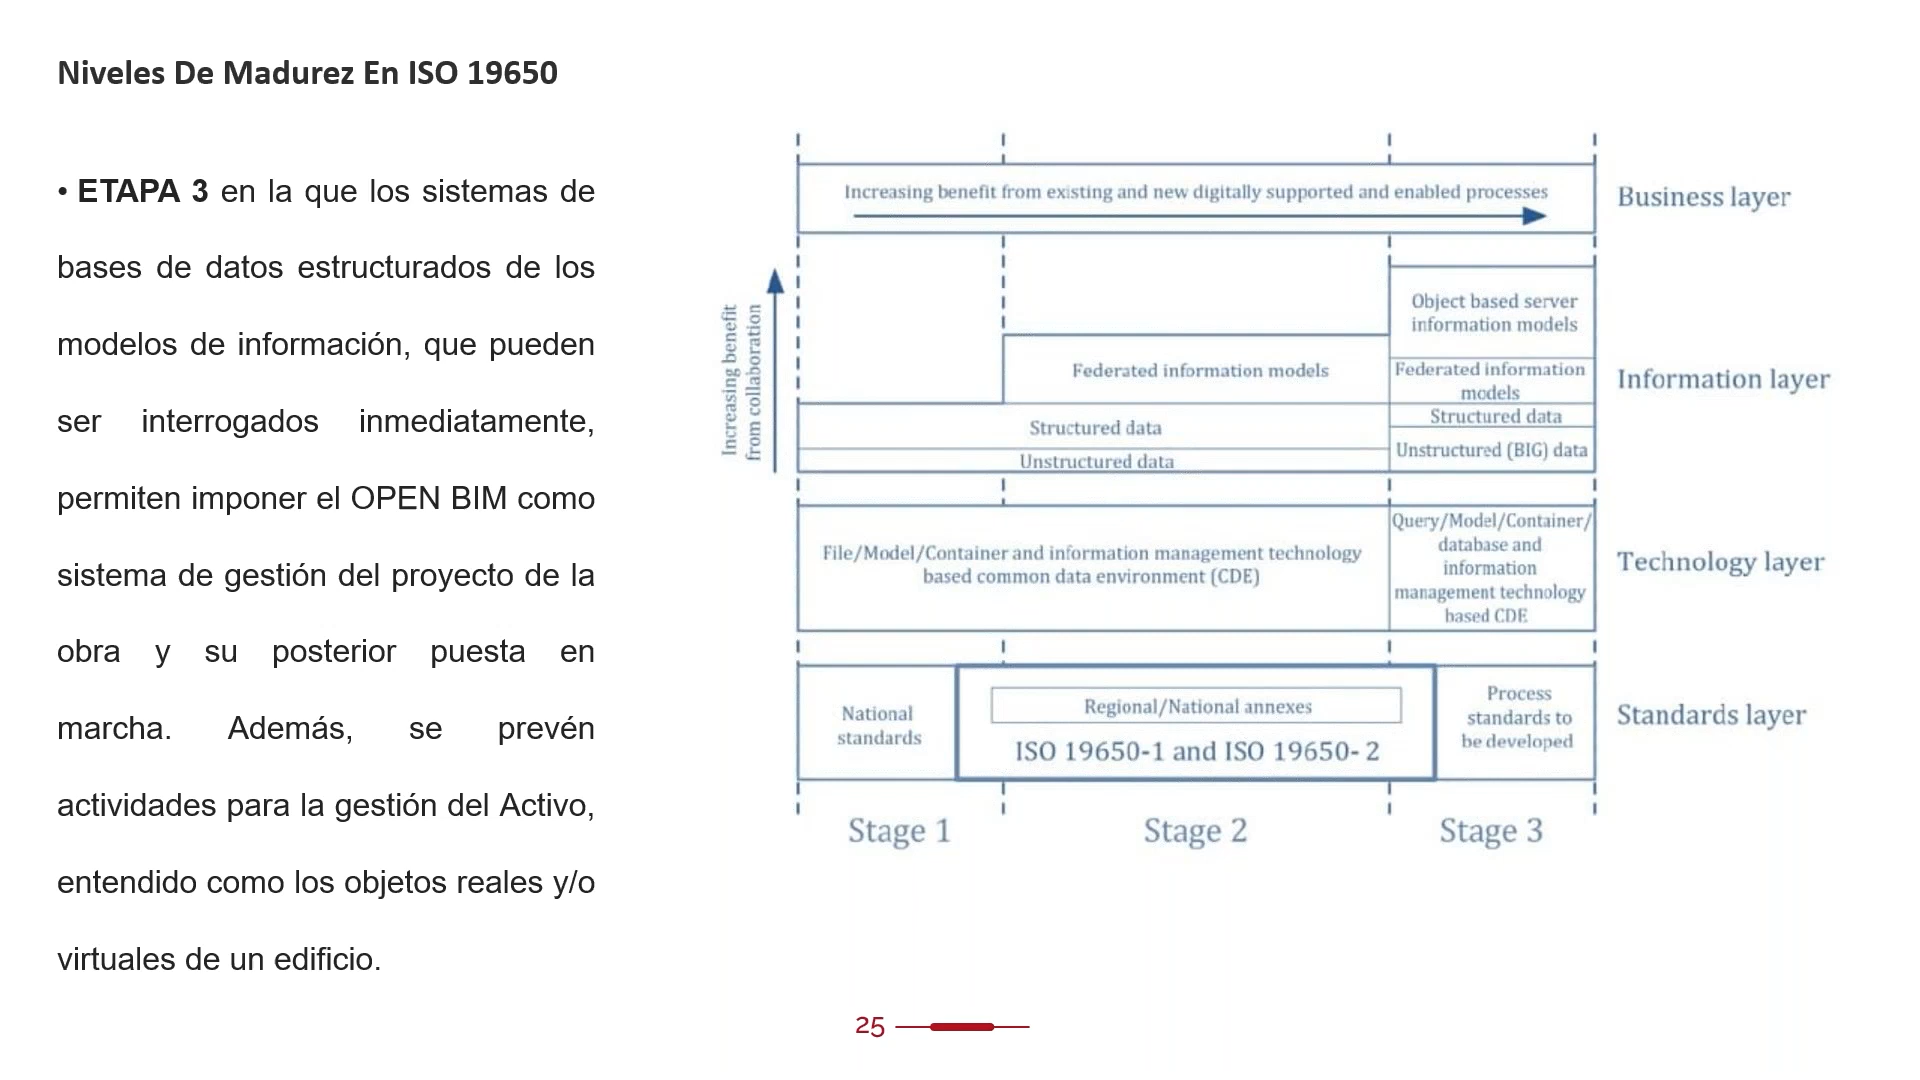 Niveles De Madurez En ISO 19650
• ETAPA 3 en la que los sistemas de
bases de datos estructurados de los
modelos de información, que pueden
ser interrogados inmediatamente,
permiten imponer el OPEN BIM como
sistema de gestión del proyecto de la
obra y su posterior puesta en
marcha. Además, se prevén
actividades para la gestión del Activo,
entendido como los objetos reales y/o
virtuales de un edificio.
Increasing benefit from existing and new digitally supported and enabled processes
Business layer
Increasing benefit
from collaboration
Object based server
information models
Federated information models
Federated information
models
Structured data
Structured data
Unstructured data
Unstructured (BIG) data
Information layer
File/Model/Container and information management technology
based common data environment (CDE)
Query/Model/Container/
database and
information
management technology
based CDE
Technology layer
National
standards
Regional/National annexes
ISO 19650-1 and ISO 19650- 2
Process
standards to
be developed
Standards layer
Stage 1
Stage 2
Stage 3
25